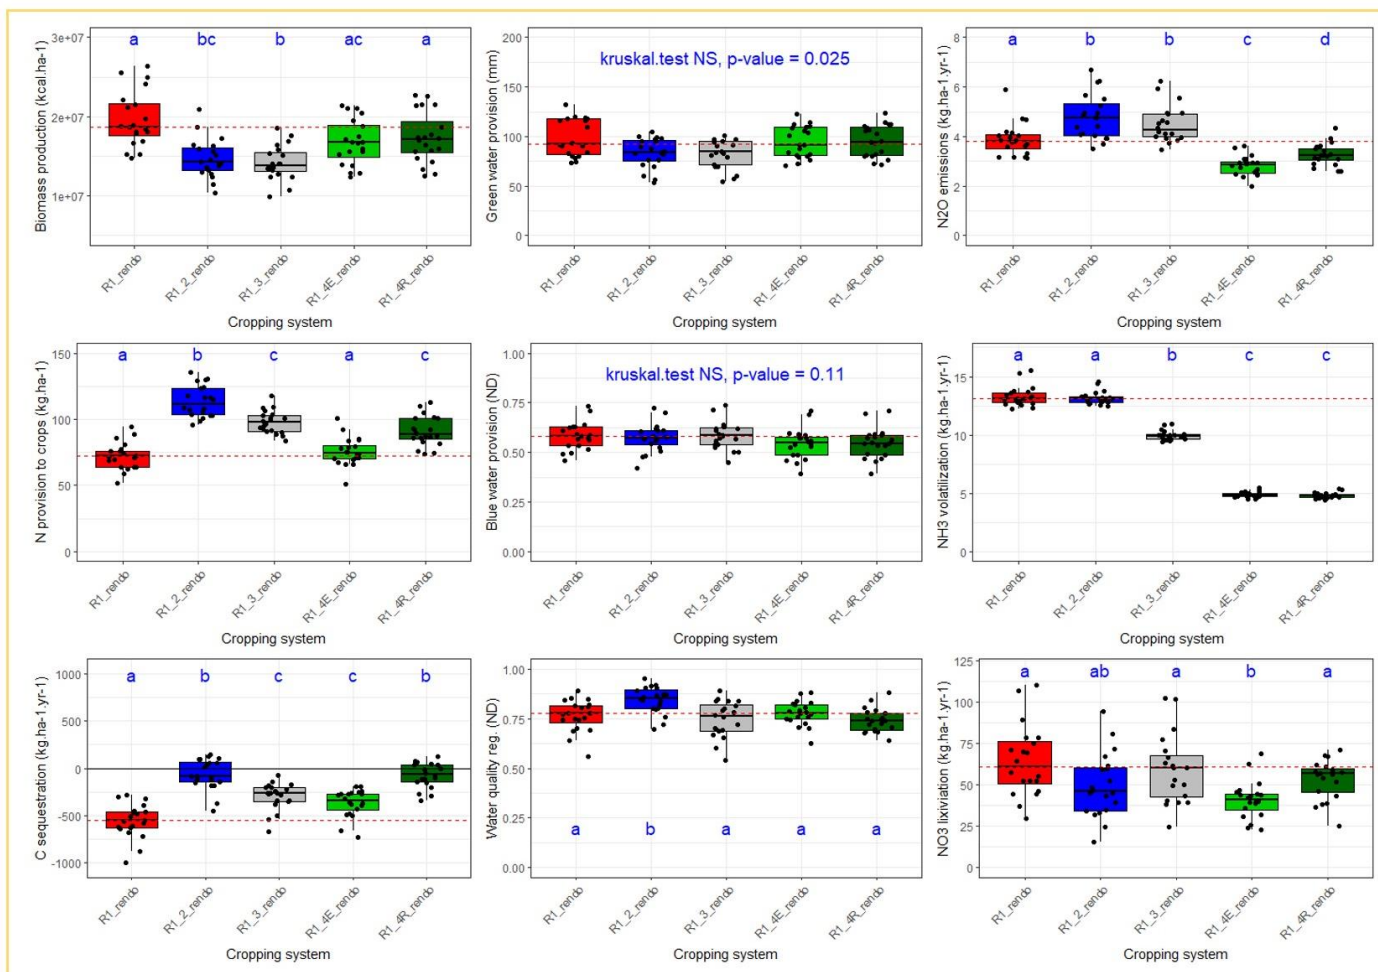 Biomass production (kcal.ha-1)
3e+07
2e+07
1e+07
a bc b ac a
R1_rendo R1_2_rendo R1_3_rendo R1_4E_rendo R1_4R_rendo
Cropping system
Green water provision (mm)
200
150
100
50
0
kruskal.test NS, p-value = 0.025
R1_rendo R1_2_rendo R1_3_rendo R1_4E_rendo R1_4R_rendo
Cropping system
N2O emissions (kg.ha-1.yr-1)
8
6
4
2
0
a b b c d
R1_rendo R1_2_rendo R1_3_rendo R1_4E_rendo R1_4R_rendo
Cropping system
N provision to crops (kg.ha-1)
150
100
50
0
a b c a c
R1_rendo R1_2_rendo R1_3_rendo R1_4E_rendo R1_4R_rendo
Cropping system
Blue water provision (ND)
1.00
0.75
0.50
0.25
0.00
kruskal.test NS, p-value = 0.11
R1_rendo R1_2_rendo R1_3_rendo R1_4E_rendo R1_4R_rendo
Cropping system
NH3 volatilization (kg.ha-1.yr-1)
15
10
5
0
a a b c c
R1_rendo R1_2_rendo R1_3_rendo R1_4E_rendo R1_4R_rendo
Cropping system
C sequestration (kg.ha-1.yr-1)
1000
500
0
-500
-1000
a b c c b
R1_rendo R1_2_rendo R1_3_rendo R1_4E_rendo R1_4R_rendo
Cropping system
Water quality reg. (ND)
1.00
0.75
0.50
0.25
0.00
a b a a a
R1_rendo R1_2_rendo R1_3_rendo R1_4E_rendo R1_4R_rendo
Cropping system
NO3 lixiviation (kg.ha-1.yr-1)
125
100
75
50
25
0
a ab a b a
R1_rendo R1_2_rendo R1_3_rendo R1_4E_rendo R1_4R_rendo
Cropping system